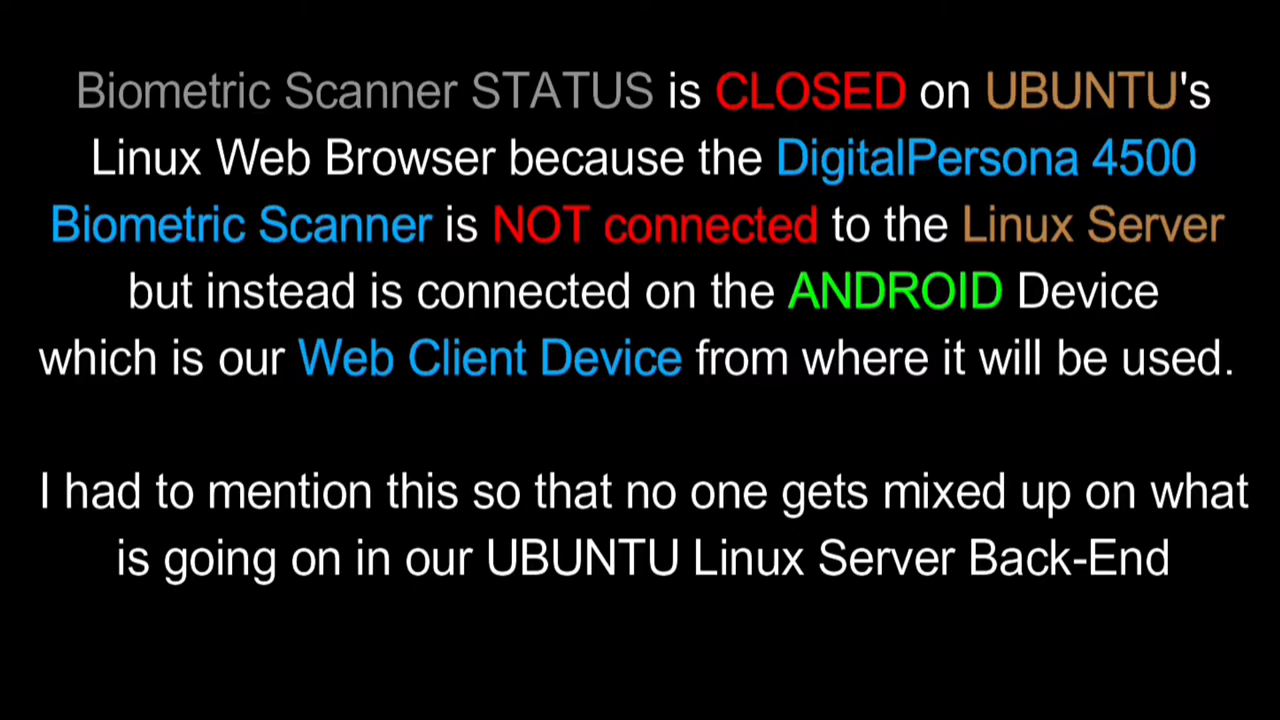 Biometric Scanner STATUS is CLOSED on UBUNTU's
Linux Web Browser because the DigitalPersona 4500
Biometric Scanner is NOT connected to the Linux Server
but instead is connected on the ANDROID Device
which is our Web Client Device from where it will be used.
I had to mention this so that no one gets mixed up on what
is going on in our UBUNTU Linux Server Back-End